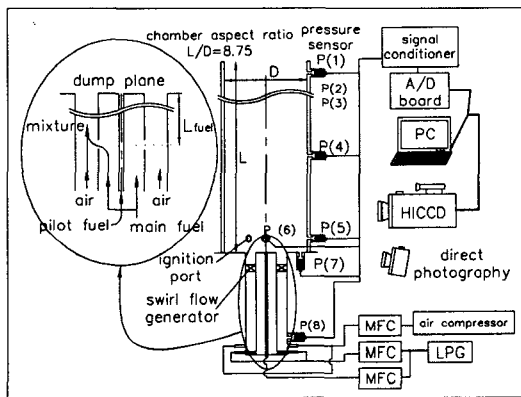 chamber aspect ratio
L/D=8.75
pressure
sensor
signal
conditioner
D
P(1)
dump plane
P(2)
P(3)
A/D
board
mixture
L fuel
L
P(4)
PC
air
air
HICCD
pilot fuel
main fuel
P (6)
P(5)
ignition
port
P(7)
direct
photography
swirl flow
generator
P(8)
MFC
air compressor
MFC
LPG
MFC